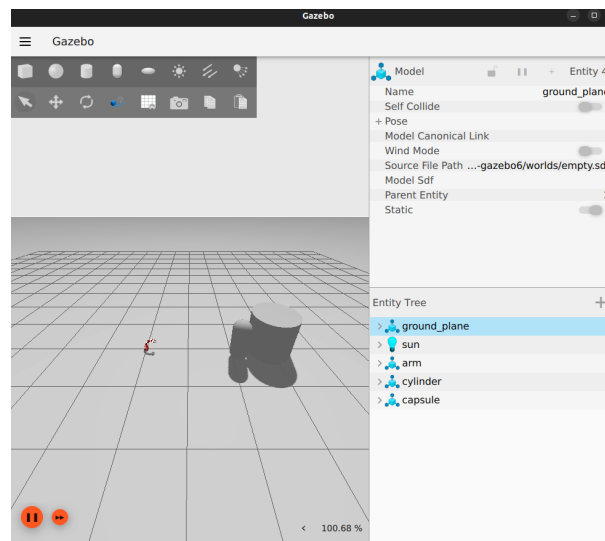 Gazebo
Gazebo
Model
Entity 4
Name ground_plane
Self Collide
+ Pose
Model Canonical Link
Wind Mode
Source File Path ...-gazebo6/worlds/empty.sd
Model Sdf
Parent Entity
Static
Entity Tree
ground_plane
sun
arm
cylinder
capsule
100.68 %